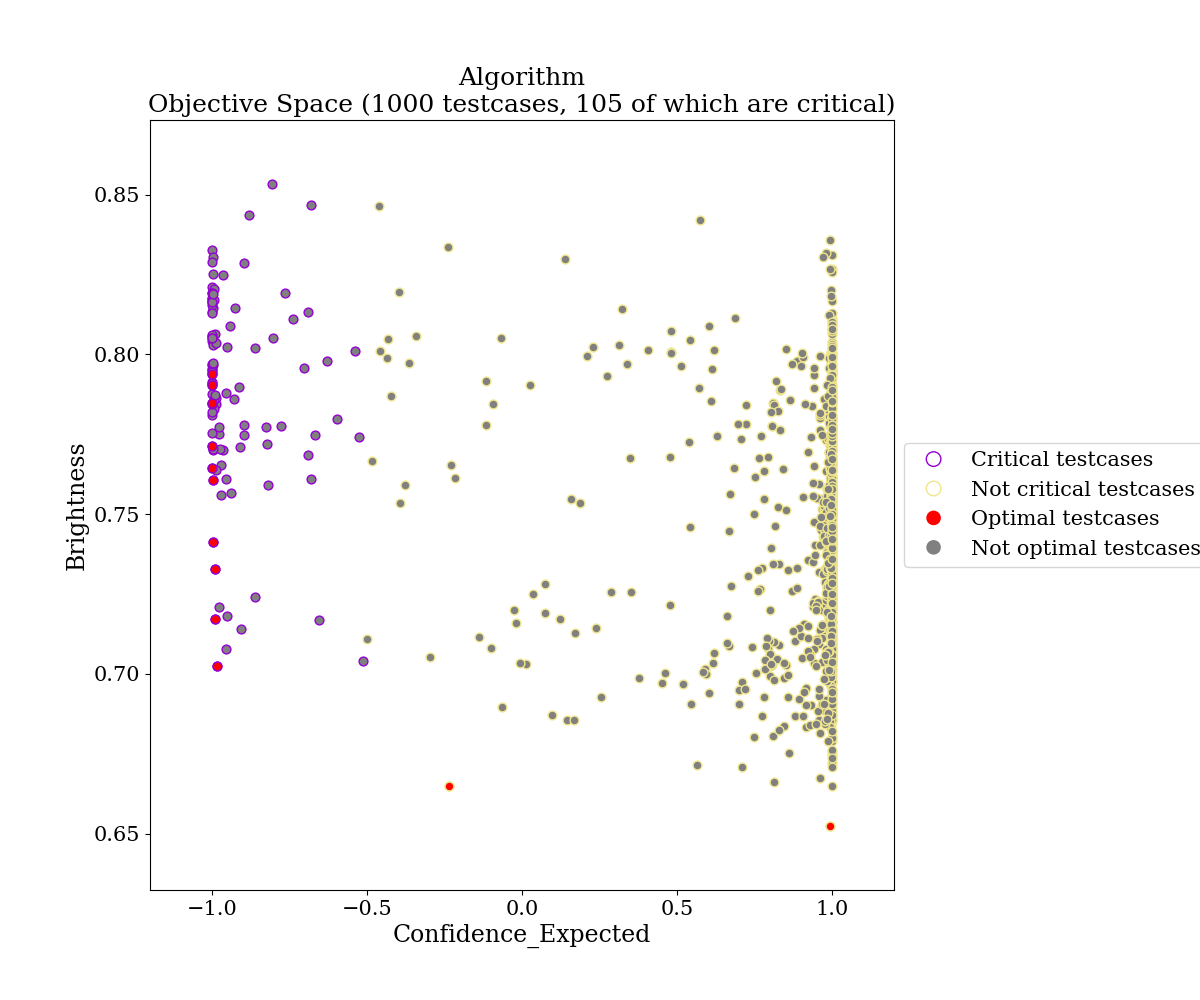 Algorithm
Objective Space (1000 testcases, 105 of which are critical)
0.85
0.80
0.75
0.70
0.65
Brightness
−1.0
−0.5
0.0
0.5
1.0
Confidence_Expected
Critical testcases
Not critical testcases
Optimal testcases
Not optimal testcases